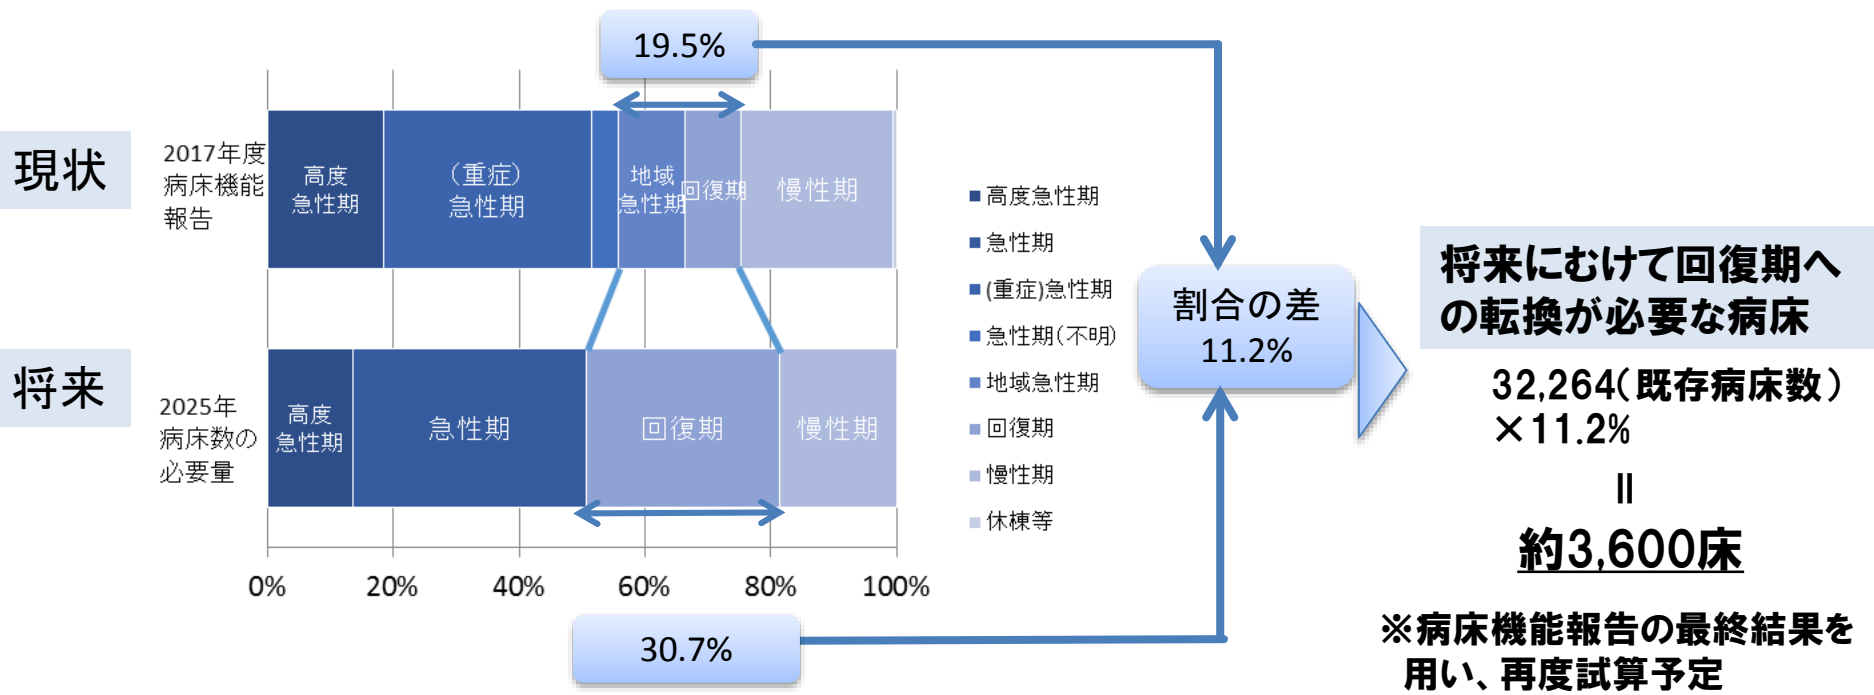 19.5%
現状
2017年度
病床機能
報告
高度
急性期
(重症)
急性期
地域
急性期
回復期
慢性期
将来
2025年
病床数の
必要量
高度
急性期
急性期
回復期
慢性期
0%
20%
40%
60%
80%
100%
30.7%
■高度急性期
■急性期
■(重症)急性期
■急性期(不明)
■地域急性期
■回復期
■慢性期
■休棟等
割合の差
11.2%
将来にむけて回復期へ
の転換が必要な病床
32,264(既存病床数)
×11.2%
=
約3,600床
※病床機能報告の最終結果を
用い、再度試算予定